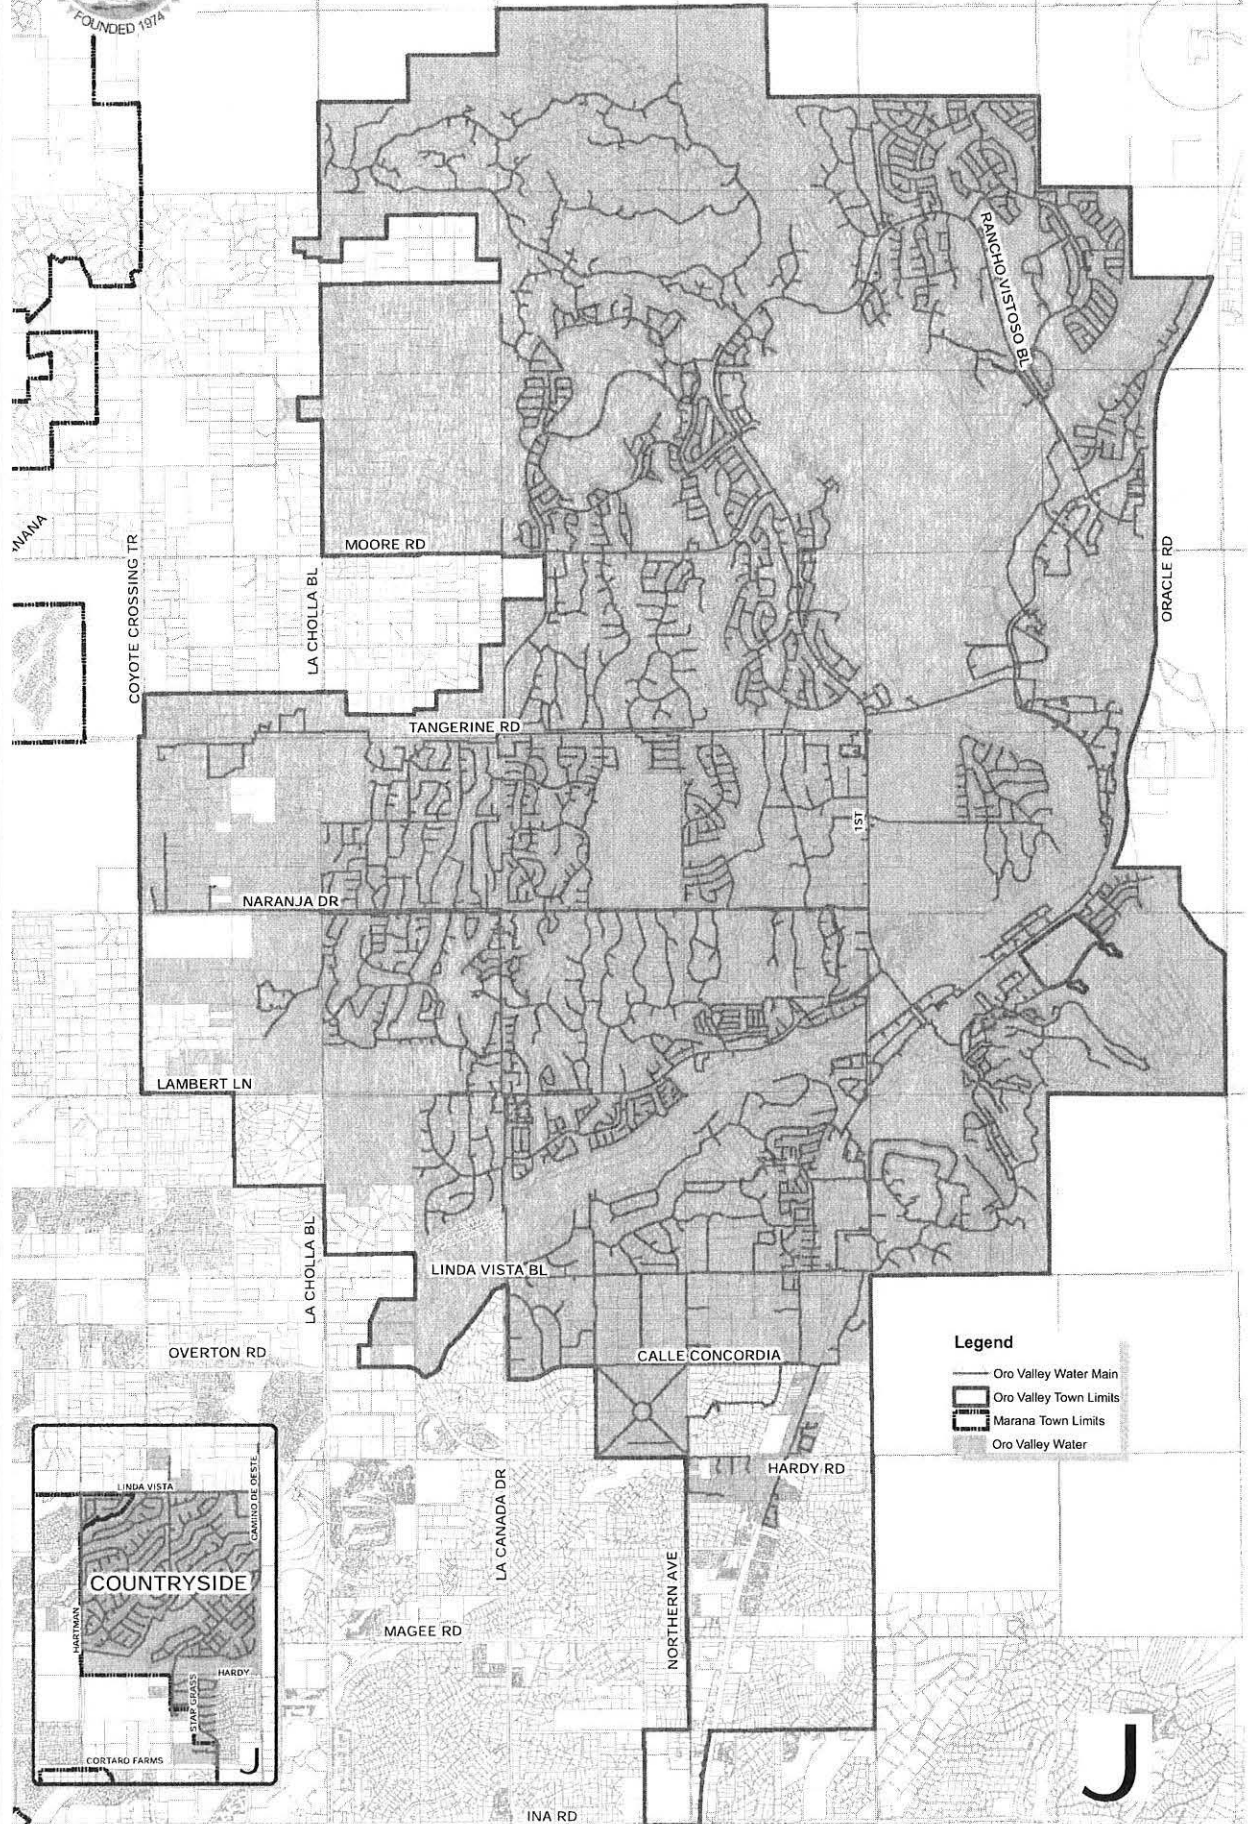 FOUNDED 1974
RANCHO VISTOSO BL
MOORE RD
COYOTE CROSSING TR
LA CHOLLA BL
ORACLE RD
TANGERINE RD
1ST
NARANJA DR
LAMBERT LN
LA CHOLLA BL
LINDA VISTA BL
OVERTON RD
CALLE CONCORDIA
Legend
Oro Valley Water Main
Oro Valley Town Limits
Marana Town Limits
Oro Valley Water
HARDY RD
LA CANADA DR
NORTHERN AVE
MAGEE RD
INA RD
LINDA VISTA
CAMINO DE OESTE
COUNTRYSIDE
HARTMAN
HARDY
STAR GRASS
CORTARO FARMS
J
J